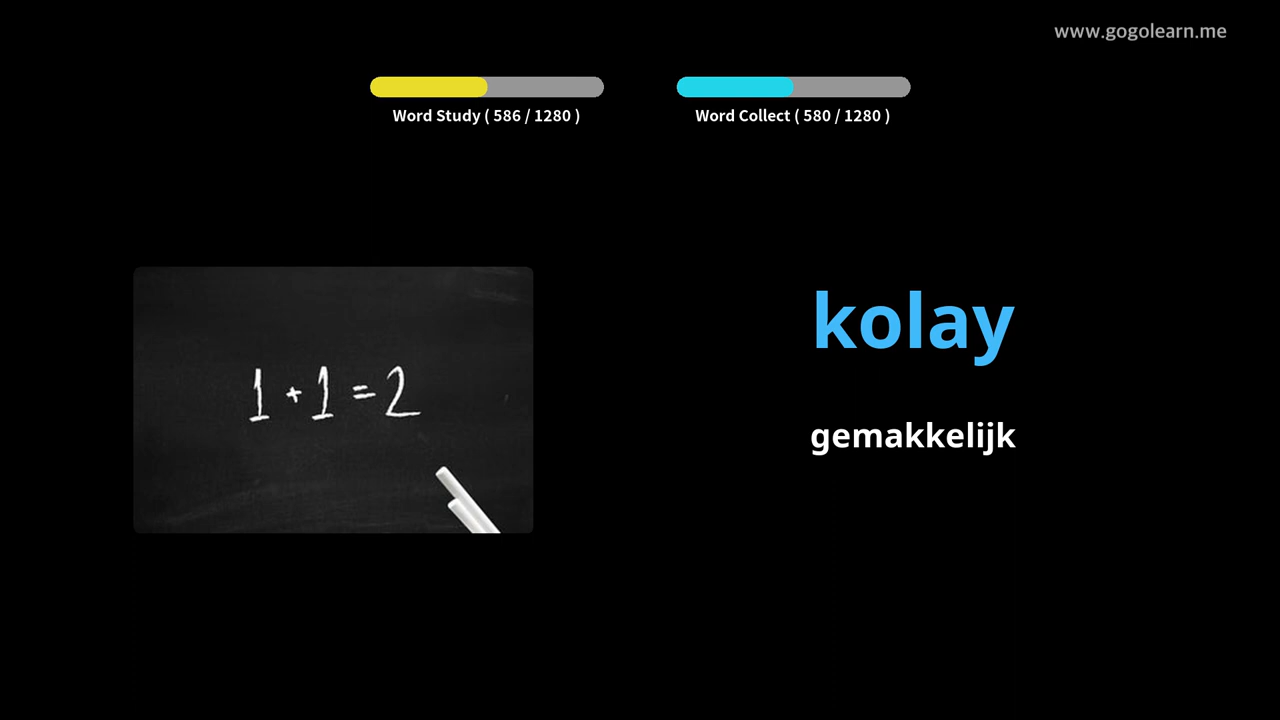 www.gogolearn.me
Word Study ( 586 / 1280 )
Word Collect ( 580 / 1280 )
1 + 1 = 2
kolay
gemakkelijk